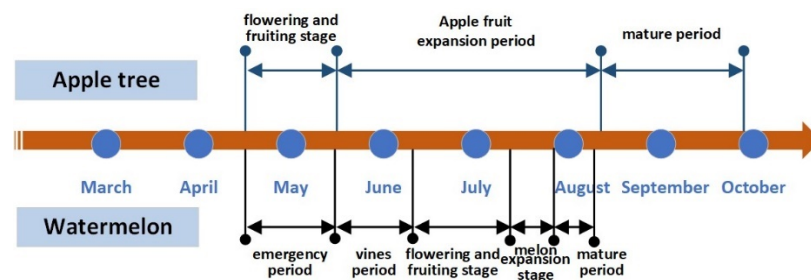 flowering and
fruiting stage
Apple fruit
expansion period
mature period
Apple tree
March
April
May
June
July
August
September
October
Watermelon
emergency
period
vines
period
flowering and
fruiting stage
melon
expansion
stage
mature
period